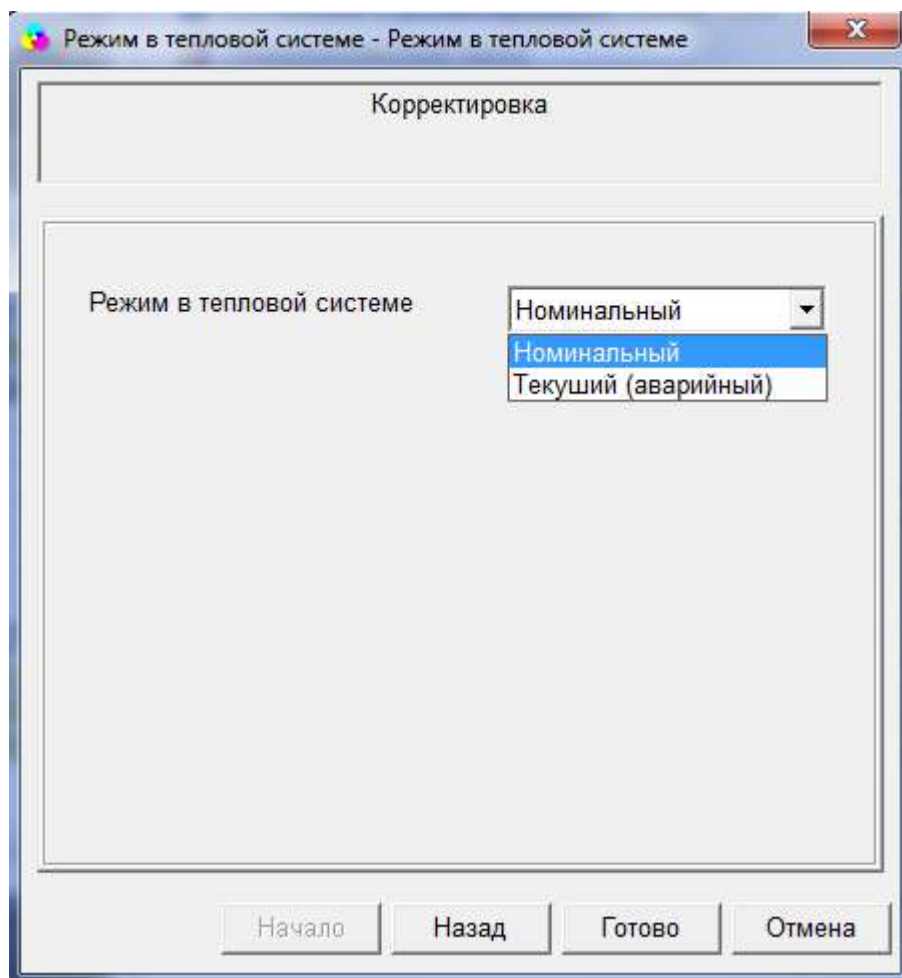 Режим в тепловой системе - Режим в тепловой системе
Корректировка
Режим в тепловой системе
Номинальный
Номинальный
Текуший (аварийный)
Начало Назад Готово Отмена